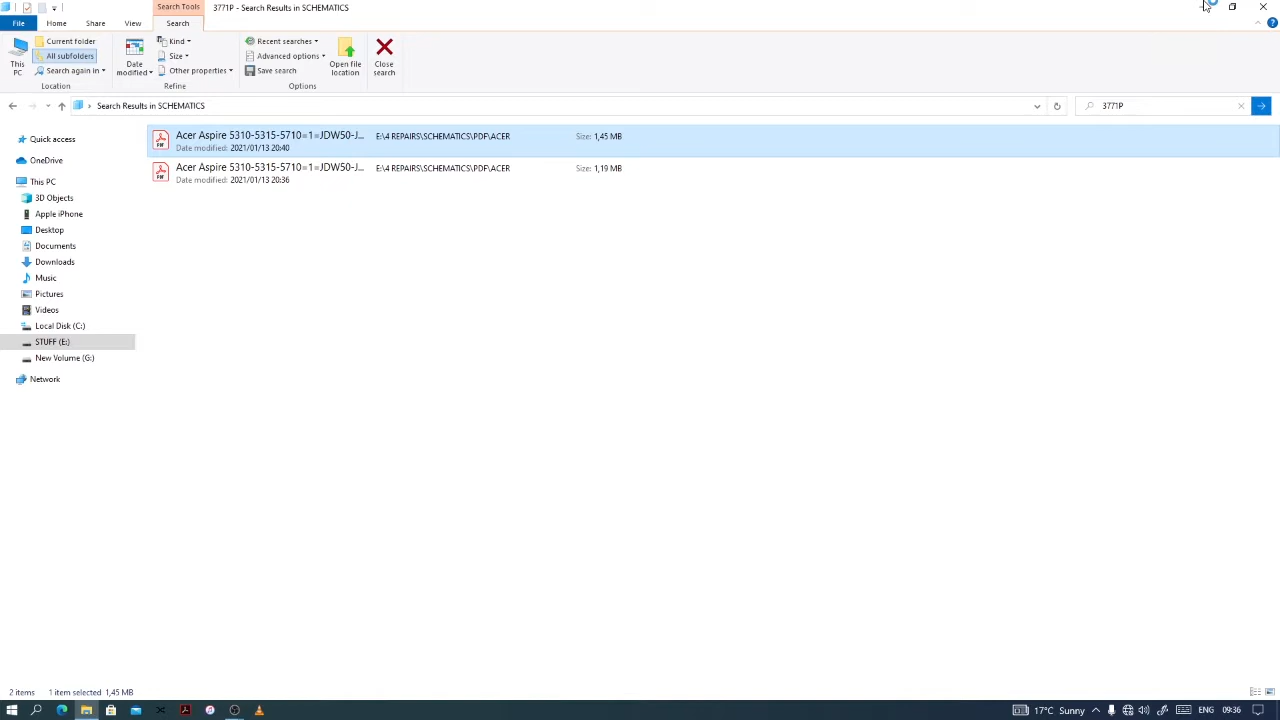 Search Tools
3771P - Search Results in SCHEMATICS
File
Home
Share
View
Search
This PC
Current folder
All subfolders
Search again in
Location
Date modified
Kind
Size
Other properties
Refine
Recent searches
Advanced options
Save search
Options
Open file location
Close search
Search Results in SCHEMATICS
3771P
Quick access
OneDrive
This PC
3D Objects
Apple iPhone
Desktop
Documents
Downloads
Music
Pictures
Videos
Local Disk (C:)
STUFF (E:)
New Volume (G:)
Network
Acer Aspire 5310-5315-5710=1=JDW50-J... E:\4 REPAIRS\SCHEMATICS\PDF\ACER Size: 1,45 MB
Date modified: 2021/01/13 20:40
Acer Aspire 5310-5315-5710=1=JDW50-J... E:\4 REPAIRS\SCHEMATICS\PDF\ACER Size: 1,19 MB
Date modified: 2021/01/13 20:36
2 items 1 item selected 1,45 MB
17°C Sunny ENG 09:36